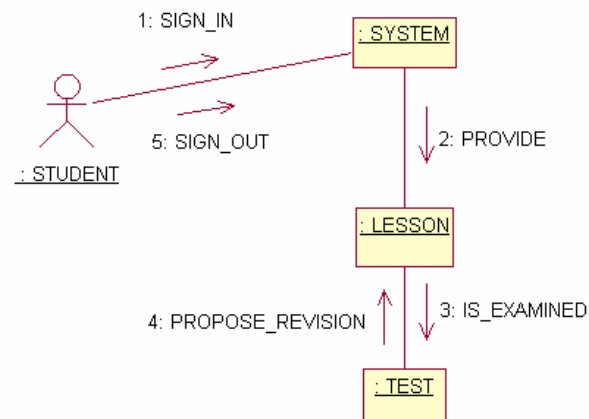 1: SIGN_IN
: SYSTEM
5: SIGN_OUT
2: PROVIDE
: STUDENT
: LESSON
4: PROPOSE_REVISION
3: IS_EXAMINED
: TEST